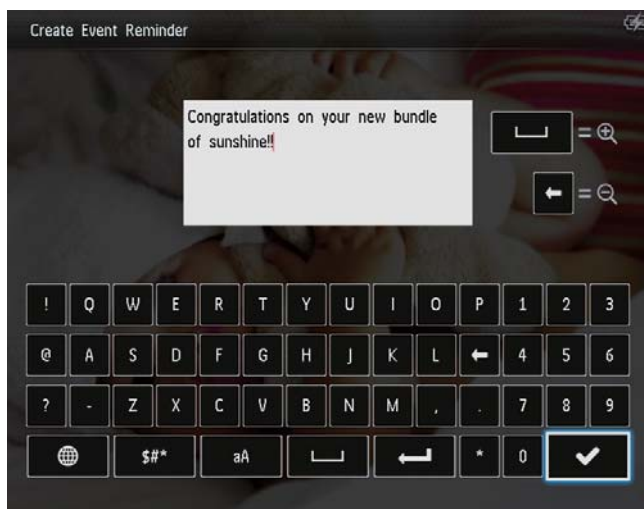 Create Event Reminder
Congratulations on your new bundle
of sunshine!!
=
=
! Q W E R T Y U I O P 1 2 3
@ A S D F G H J K L 4 5 6
? - Z X C V B N M , . 7 8 9
$#* aA * 0